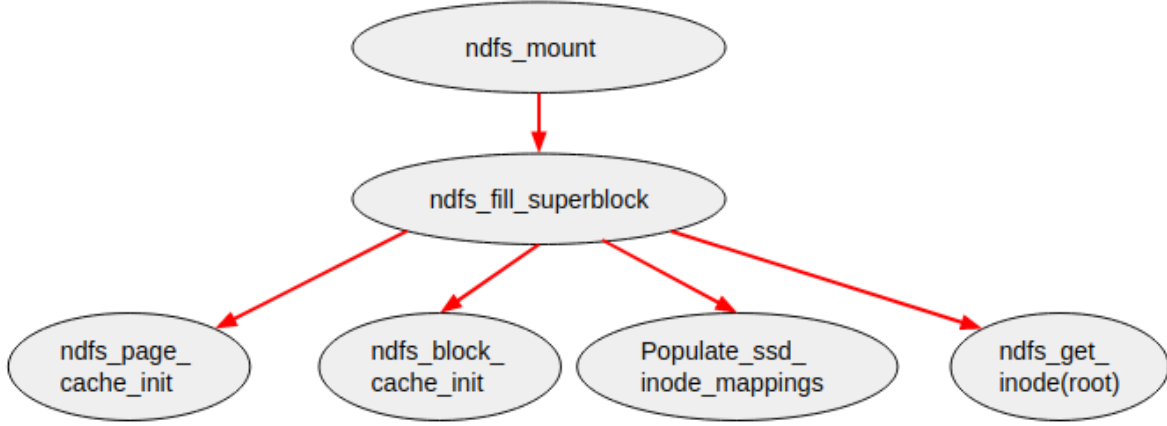 ndfs_mount
ndfs_fill_superblock
ndfs_page_
cache_init
ndfs_block_
cache_init
Populate_ssd_
inode_mappings
ndfs_get_
inode(root)